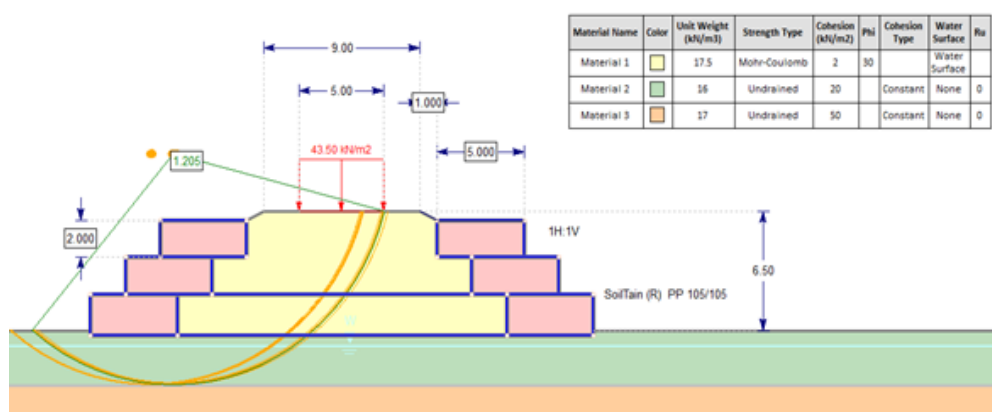 Material Name Color Unit Weight (kN/m3) Strength Type Cohesion (kN/m2) Phi Cohesion Type Water Surface Ru
Material 1 17.5 Mohr-Coulomb 2 30 Water Surface
Material 2 16 Undrained 20 Constant None 0
Material 3 17 Undrained 50 Constant None 0
9.00
5.00
1.000
43.50 kN/m2
5.000
1.205
2.000
1H:1V
6.50
SoilTain (R) PP 105/105